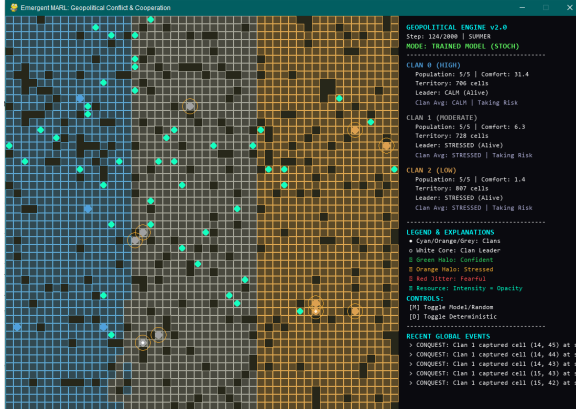 Emergent MARL: Geopolitical Conflict & Cooperation
GEOPOLITICAL ENGINE v2.0
Step: 124/2000 | SUMMER
MODE: TRAINED MODEL (STOCH)
CLAN 0 (HIGH)
Population: 5/5 | Comfort: 31.4
Territory: 706 cells
Leader: CALM (Alive)
Clan Avg: CALM | Taking Risk
CLAN 1 (MODERATE)
Population: 5/5 | Comfort: 6.3
Territory: 728 cells
Leader: STRESSED (Alive)
Clan Avg: STRESSED | Taking Risk
CLAN 2 (LOW)
Population: 5/5 | Comfort: 1.4
Territory: 807 cells
Leader: STRESSED (Alive)
Clan Avg: STRESSED | Taking Risk
LEGEND & EXPLANATIONS
Cyan/Orange/Grey: Clans
White Core: Clan Leader
Green Halo: Confident
Orange Halo: Stressed
Red Jitter: Fearful
Resource: Intensity = Opacity
CONTROLS:
[M] Toggle Model/Random
[D] Toggle Deterministic
RECENT GLOBAL EVENTS
> CONQUEST: Clan 1 captured cell (14, 45) at s
> CONQUEST: Clan 1 captured cell (14, 44) at s
> CONQUEST: Clan 1 captured cell (14, 43) at s
> CONQUEST: Clan 1 captured cell (15, 43) at s
> CONQUEST: Clan 1 captured cell (15, 42) at s